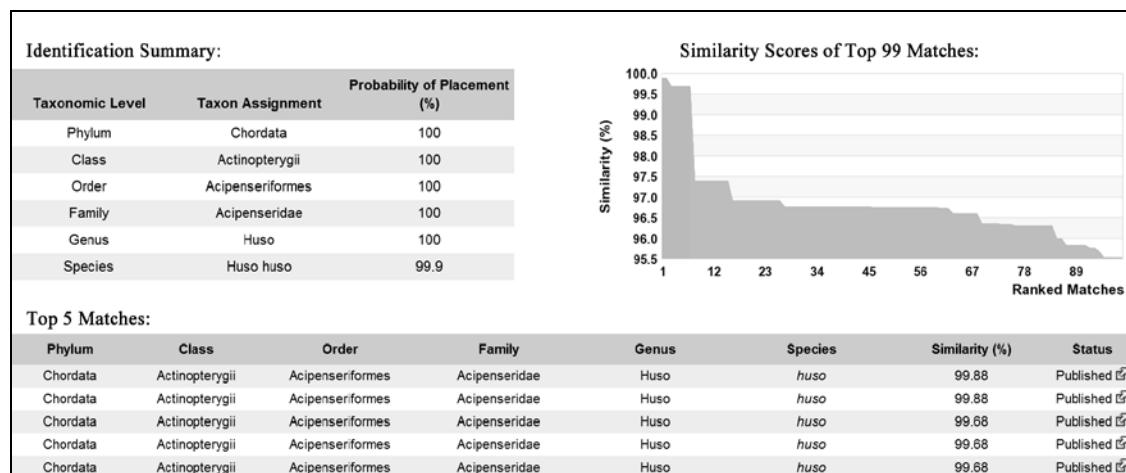 Identification Summary:
Taxonomic Level Taxon Assignment Probability of Placement (%)
Phylum Chordata 100
Class Actinopterygii 100
Order Acipenseriformes 100
Family Acipenseridae 100
Genus Huso 100
Species Huso huso 99.9
Similarity Scores of Top 99 Matches:
Similarity (%)
100.0
99.5
99.0
98.5
98.0
97.5
97.0
96.5
96.0
95.5
1 12 23 34 45 56 67 78 89
Ranked Matches
Top 5 Matches:
Phylum Class Order Family Genus Species Similarity (%) Status
Chordata Actinopterygii Acipenseriformes Acipenseridae Huso huso 99.88 Published
Chordata Actinopterygii Acipenseriformes Acipenseridae Huso huso 99.88 Published
Chordata Actinopterygii Acipenseriformes Acipenseridae Huso huso 99.68 Published
Chordata Actinopterygii Acipenseriformes Acipenseridae Huso huso 99.68 Published
Chordata Actinopterygii Acipenseriformes Acipenseridae Huso huso 99.68 Published